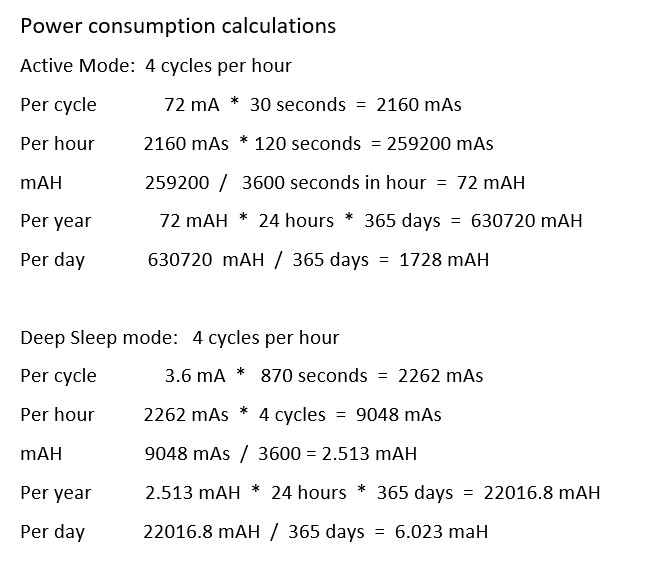 Power consumption calculations
Active Mode: 4 cycles per hour
Per cycle 72 mA * 30 seconds = 2160 mAs
Per hour 2160 mAs * 120 seconds = 259200 mAs
mAH 259200 / 3600 seconds in hour = 72 mAH
Per year 72 mAH * 24 hours * 365 days = 630720 mAH
Per day 630720 mAH / 365 days = 1728 mAH
Deep Sleep mode: 4 cycles per hour
Per cycle 3.6 mA * 870 seconds = 2262 mAs
Per hour 2262 mAs * 4 cycles = 9048 mAs
mAH 9048 mAs / 3600 = 2.513 mAH
Per year 2.513 mAH * 24 hours * 365 days = 22016.8 mAH
Per day 22016.8 mAH / 365 days = 6.023 maH